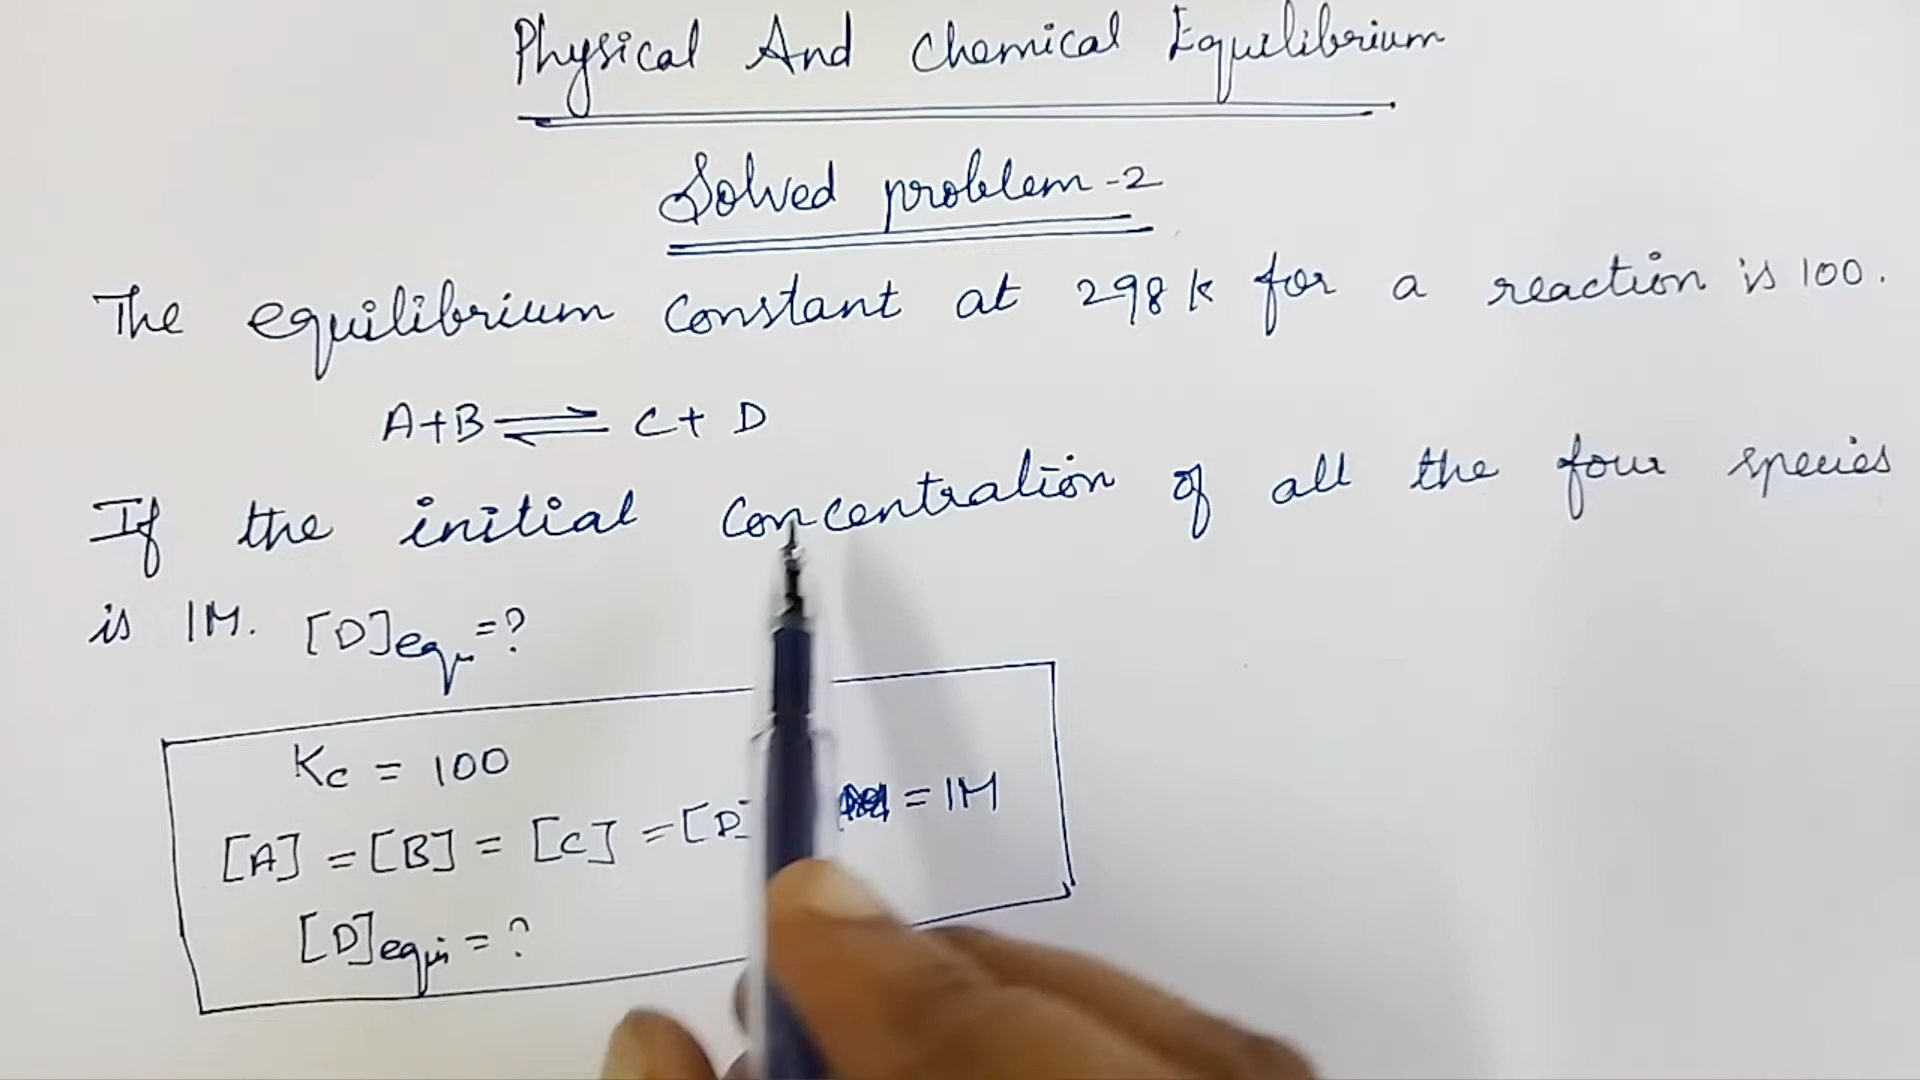 Physical And Chemical Equilibrium
Solved problem-2
The equilibrium constant at 298k for a reaction is 100.
A+B ⇌ C+ D
If the initial concentration of all the four species
is 1M. [D]equ=?
Kc = 100
[A] = [B] = [C] =[D] = 1M
[D]equi = ?